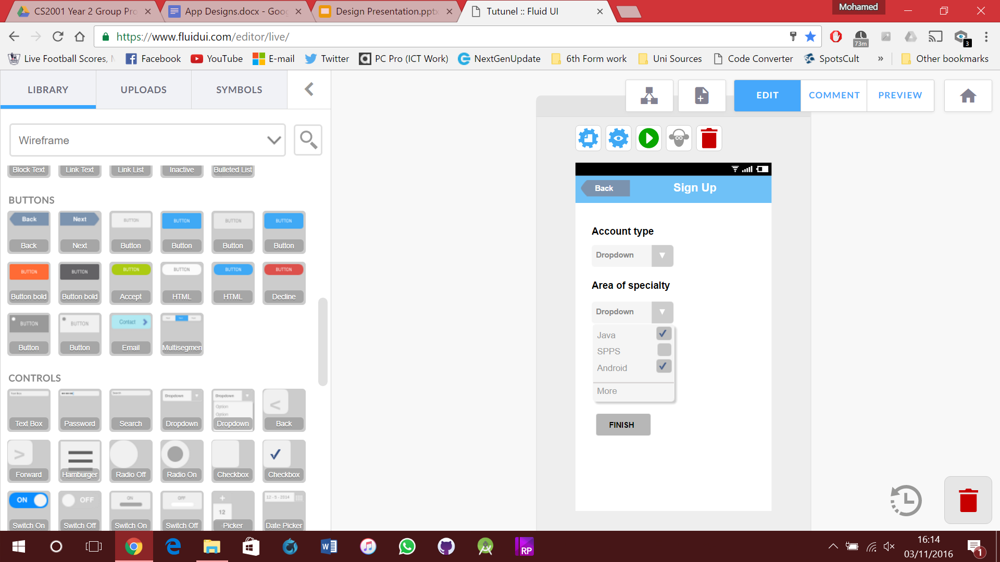 Mohamed
CS2001 Year 2 Group Pro
App Designs.docx - Goo
Design Presentation.pptx
Tutunel :: Fluid UI
https://www.fluidui.com/editor/live/
73m
3
Live Football Scores,
Facebook
YouTube
E-mail
Twitter
PC Pro (ICT Work)
NextGenUpdate
6th Form work
Uni Sources
Code Converter
SpotsCult
»
Other bookmarks
LIBRARY
UPLOADS
SYMBOLS
EDIT
COMMENT
PREVIEW
Wireframe
Block Text
Link Text
Link List
Inactive
Bulleted List
BUTTONS
Back
Next
BUTTON
BUTTON
BUTTON
BUTTON
Back
Next
Button
Button
Button
Button
BUTTON
BUTTON
BUTTON
BUTTON
BUTTON
BUTTON
Button bold
Button bold
Accept
HTML
HTML
Decline
BUTTON
BUTTON
Contact
Button
Button
Email
Multisegmen
CONTROLS
Text Box
Search
Dropdown
Dropdown
Option
Option
Text Box
Password
Search
Dropdown
Dropdown
Back
Forward
Hamburger
Radio Off
Radio On
Checkbox
Checkbox
ON
OFF
ON
OFF
12
12 - 5 - 2014
Switch On
Switch Off
Switch On
Switch Off
Picker
Date Picker
Back
Sign Up
Account type
Dropdown
Area of specialty
Dropdown
Java
SPPS
Android
More
FINISH
RP
16:14
03/11/2016
1